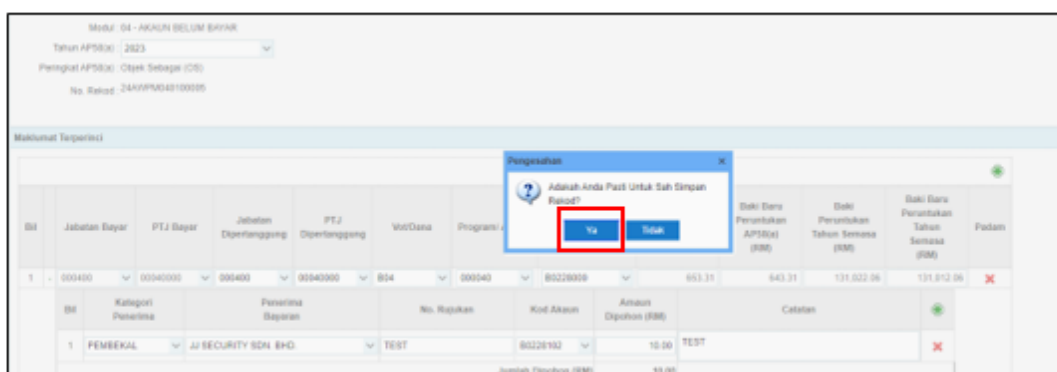 Modul : 04 - AKAUN BELUM BAYAR
Tahun AP58(a) : 2023
Peringkat AP58(a) : Objek Sebagai (OS)
No. Rekod :
Maklumat Terperinci
Pengesahan ×
Adakah Anda Pasti Untuk Sah Simpan Rekod?
Ya Tidak
Bil Jabatan Bayar PTJ Bayar Jabatan Dipertanggung PTJ Dipertanggung Vot/Dana Program/ Baki Baru Peruntukan AP58(a) (RM) Baki Peruntukan Tahun Semasa (RM) Baki Baru Peruntukan Tahun Semasa (RM) Padam
1 - 000400 00040000 000400 00040000 B04 000040 B0228000 653.31 643.31 131,022.06 131,012.06
Bil Kategori Penerima Penerima Bayaran No. Rujukan Kod Akaun Amaun Dipohon (RM) Catatan
1 PEMBEKAL JJ SECURITY SDN. BHD. TEST B0228102 10.00 TEST
Jumlah Dipohon (RM) 10.00